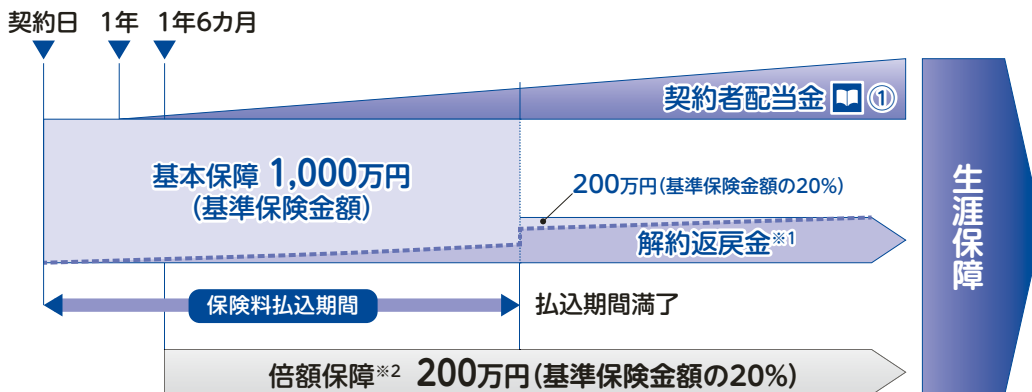 契約日 1年 1年6カ月
契約者配当金 ①
基本保障 1,000万円
(基準保険金額)
200万円(基準保険金額の20%)
解約返戻金※1
保険料払込期間
払込期間満了
倍額保障※2 200万円(基準保険金額の20%)
生涯保障